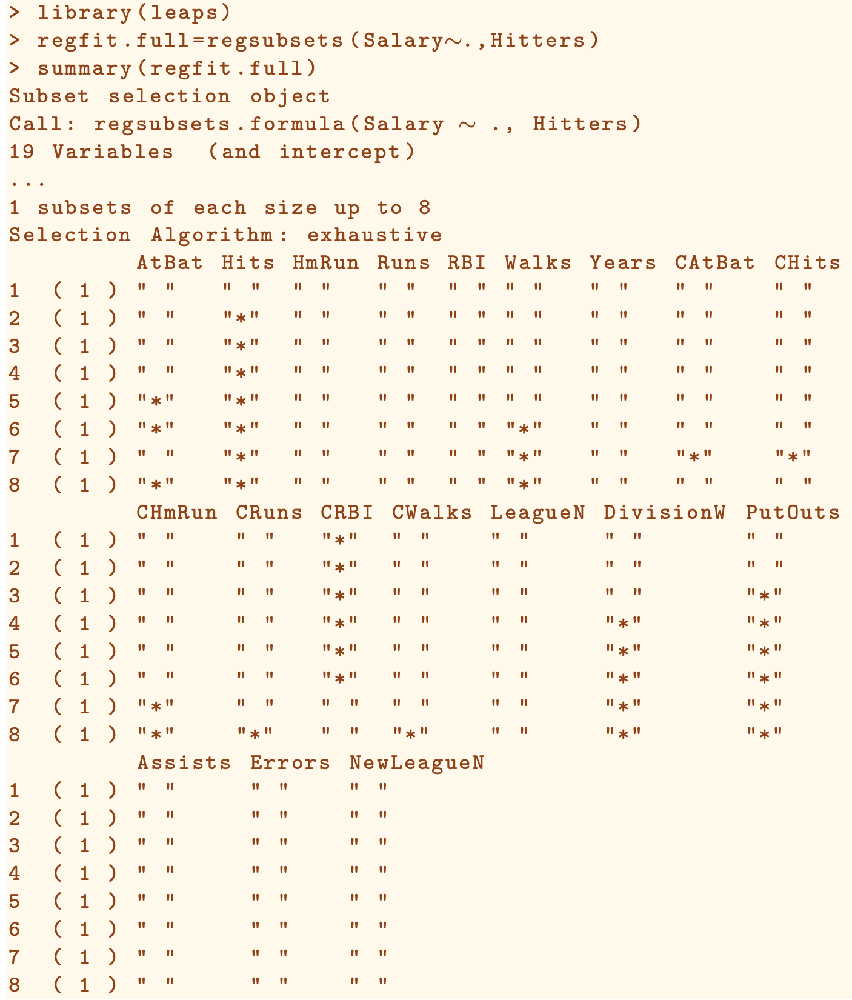 > library(leaps)
> regfit.full=regsubsets(Salary∼.,Hitters)
> summary(regfit.full)
Subset selection object
Call: regsubsets.formula(Salary ∼ ., Hitters)
19 Variables  (and intercept)
...
1 subsets of each size up to 8
Selection Algorithm: exhaustive
         AtBat Hits HmRun Runs RBI Walks Years CAtBat CHits
1  ( 1 ) " "   " "  " "   " "  " " " "   " "   " "    " "
2  ( 1 ) " "   "*"  " "   " "  " " " "   " "   " "    " "
3  ( 1 ) " "   "*"  " "   " "  " " " "   " "   " "    " "
4  ( 1 ) " "   "*"  " "   " "  " " " "   " "   " "    " "
5  ( 1 ) "*"   "*"  " "   " "  " " " "   " "   " "    " "
6  ( 1 ) "*"   "*"  " "   " "  " " "*"   " "   " "    " "
7  ( 1 ) " "   "*"  " "   " "  " " "*"   " "   "*"    "*"
8  ( 1 ) "*"   "*"  " "   " "  " " "*"   " "   " "    " "
         CHmRun CRuns CRBI CWalks LeagueN DivisionW PutOuts
1  ( 1 ) " "    " "   "*"  " "    " "     " "       " "
2  ( 1 ) " "    " "   "*"  " "    " "     " "       " "
3  ( 1 ) " "    " "   "*"  " "    " "     " "       "*"
4  ( 1 ) " "    " "   "*"  " "    " "     "*"       "*"
5  ( 1 ) " "    " "   "*"  " "    " "     "*"       "*"
6  ( 1 ) " "    " "   "*"  " "    " "     "*"       "*"
7  ( 1 ) "*"    " "   " "  " "    " "     "*"       "*"
8  ( 1 ) "*"    "*"   " "  "*"    " "     "*"       "*"
         Assists Errors NewLeagueN
1  ( 1 ) " "     " "    " "
2  ( 1 ) " "     " "    " "
3  ( 1 ) " "     " "    " "
4  ( 1 ) " "     " "    " "
5  ( 1 ) " "     " "    " "
6  ( 1 ) " "     " "    " "
7  ( 1 ) " "     " "    " "
8  ( 1 ) " "     " "    " "